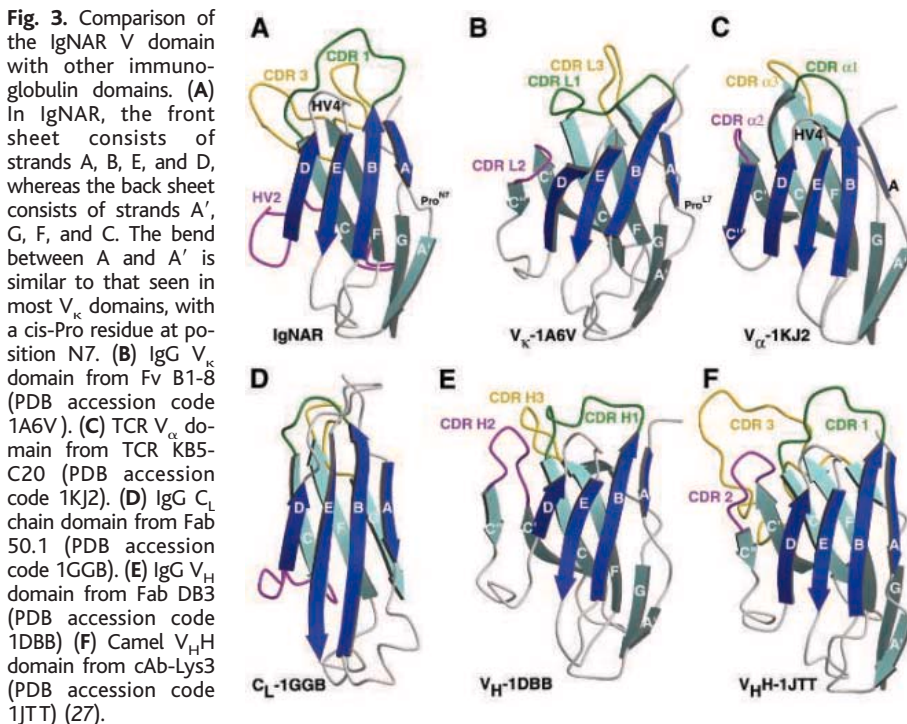 Fig. 3. Comparison of
the IgNAR V domain
with other immuno-
globulin domains. (A)
In IgNAR, the front
sheet consists of
strands A, B, E, and D,
whereas the back sheet
consists of strands A′,
G, F, and C. The bend
between A and A′ is
similar to that seen in
most Vκ domains, with
a cis-Pro residue at po-
sition N7. (B) IgG Vκ
domain from Fv B1-8
(PDB accession code
1A6V). (C) TCR Vα do-
main from TCR KB5-
C20 (PDB accession
code 1KJ2). (D) IgG CL
chain domain from Fab
50.1 (PDB accession
code 1GGB). (E) IgG VH
domain from Fab DB3
(PDB accession code
1DBB) (F) Camel VHH
domain from cAb-Lys3
(PDB accession code
1JTT) (27).
A
CDR 1
CDR 3
HV4
D
E
B
A
ProN7
HV2
C
F
G
A'
IgNAR
B
CDR L3
CDR L1
CDR L2
C"
C'
D
E
B
A
ProL7
C
F
G
A'
Vκ-1A6V
C
CDR α1
CDR α3
CDR α2
HV4
C'
D
E
B
A
C"
C
F
G
Vα-1KJ2
D
D
E
B
A
F
C
CL-1GGB
E
CDR H3
CDR H1
CDR H2
C"
C'
D
E
B
A
C
F
G
A'
VH-1DBB
F
CDR 3
CDR 1
CDR 2
C"
C'
D
E
B
A
C
F
G
A'
VHH-1JTT